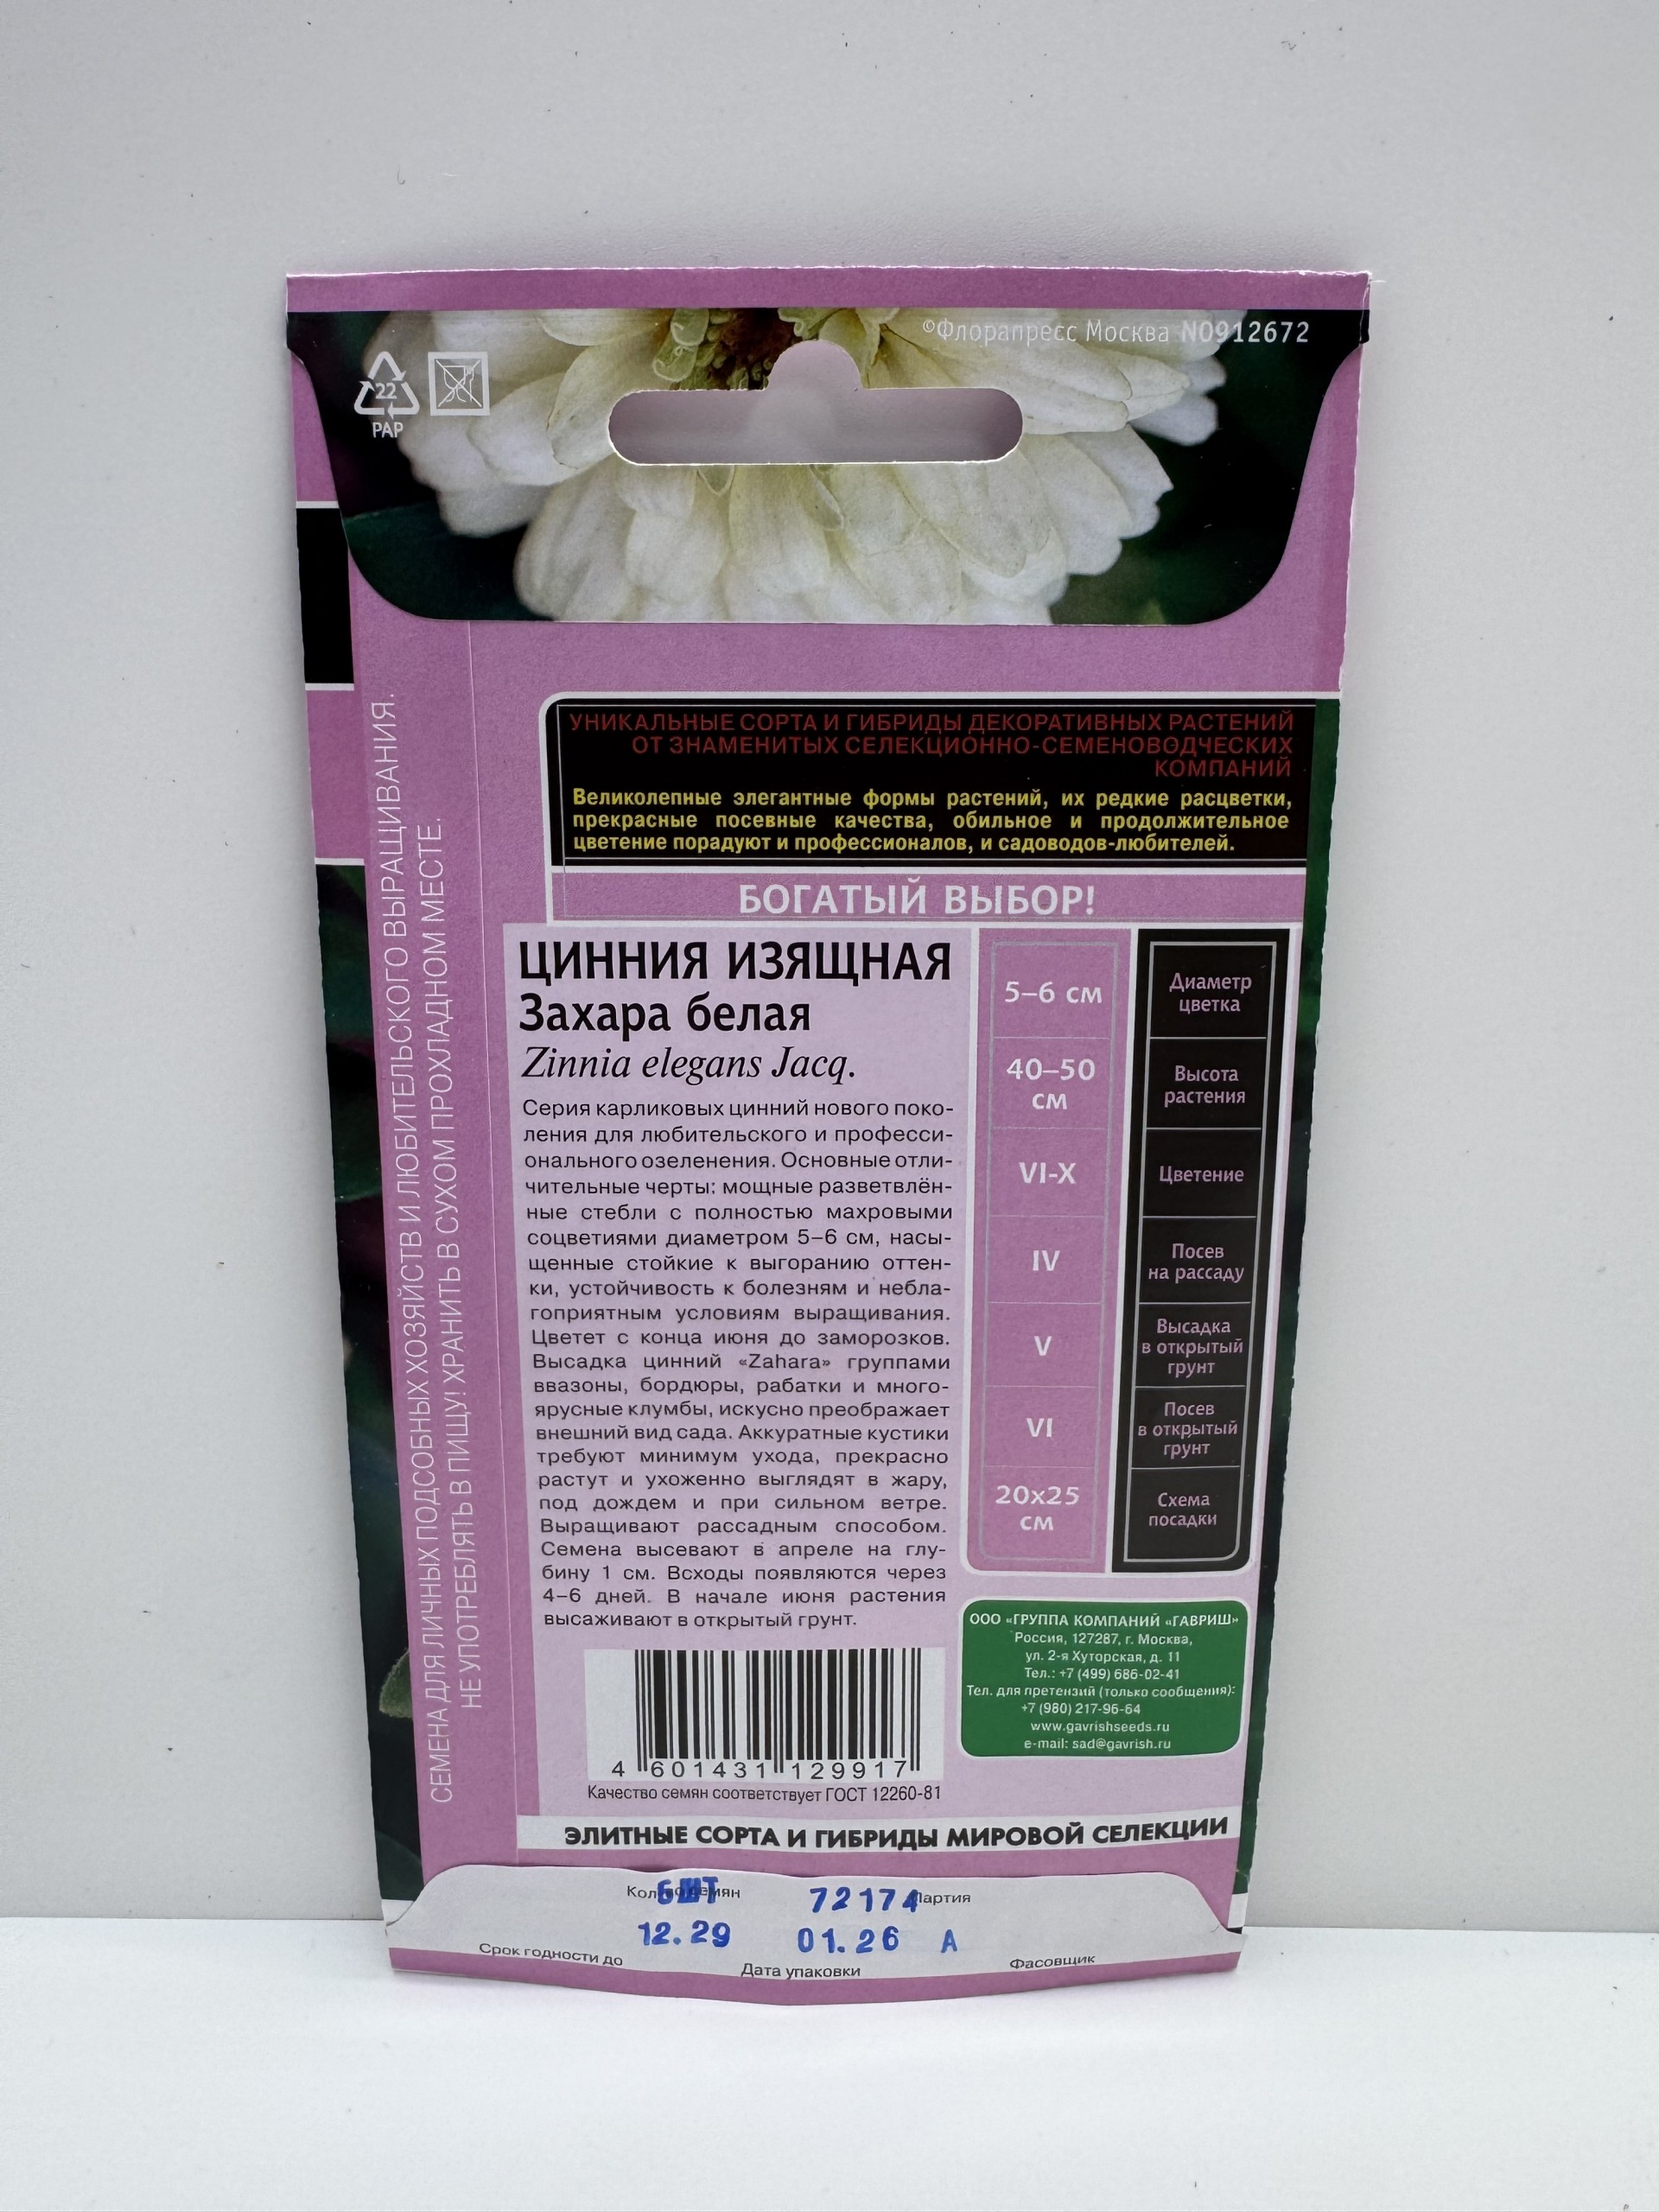 ©Флорапресс Москва N0912672
22
PAP
СЕМЕНА ДЛЯ ЛИЧНЫХ ПОДСОБНЫХ ХОЗЯЙСТВ И ЛЮБИТЕЛЬСКОГО ВЫРАЩИВАНИЯ.
НЕ УПОТРЕБЛЯТЬ В ПИЩУ! ХРАНИТЬ В СУХОМ ПРОХЛАДНОМ МЕСТЕ.
УНИКАЛЬНЫЕ СОРТА И ГИБРИДЫ ДЕКОРАТИВНЫХ РАСТЕНИЙ
ОТ ЗНАМЕНИТЫХ СЕЛЕКЦИОННО-СЕМЕНОВОДЧЕСКИХ
КОМПАНИЙ
Великолепные элегантные формы растений, их редкие расцветки,
прекрасные посевные качества, обильное и продолжительное
цветение порадуют и профессионалов, и садоводов-любителей.
БОГАТЫЙ ВЫБОР!
ЦИННИЯ ИЗЯЩНАЯ
Захара белая
Zinnia elegans Jacq.
Серия карликовых цинний нового поко-
ления для любительского и професси-
онального озеленения. Основные отли-
чительные черты: мощные разветвлён-
ные стебли с полностью махровыми
соцветиями диаметром 5–6 см, насы-
щенные стойкие к выгоранию оттен-
ки, устойчивость к болезням и небла-
гоприятным условиям выращивания.
Цветет с конца июня до заморозков.
Высадка цинний «Zahara» группами
ввазоны, бордюры, рабатки и много-
ярусные клумбы, искусно преображает
внешний вид сада. Аккуратные кустики
требуют минимум ухода, прекрасно
растут и ухоженно выглядят в жару,
под дождем и при сильном ветре.
Выращивают рассадным способом.
Семена высевают в апреле на глу-
бину 1 см. Всходы появляются через
4–6 дней. В начале июня растения
высаживают в открытый грунт.
5–6 см
Диаметр
цветка
40–50
см
Высота
растения
VI-X
Цветение
IV
Посев
на рассаду
V
Высадка
в открытый
грунт
VI
Посев
в открытый
грунт
20х25
см
Схема
посадки
ООО «ГРУППА КОМПАНИЙ «ГАВРИШ»
Россия, 127287, г. Москва,
ул. 2-я Хуторская, д. 11
Тел.: +7 (499) 686-02-41
Тел. для претензий (только сообщения):
+7 (980) 217-96-64
www.gavrishseeds.ru
e-mail: sad@gavrish.ru
4 601431 129917
Качество семян соответствует ГОСТ 12260-81
ЭЛИТНЫЕ СОРТА И ГИБРИДЫ МИРОВОЙ СЕЛЕКЦИИ
72174 Партия
12.29 01.26 А
Срок годности до Дата упаковки Фасовщик